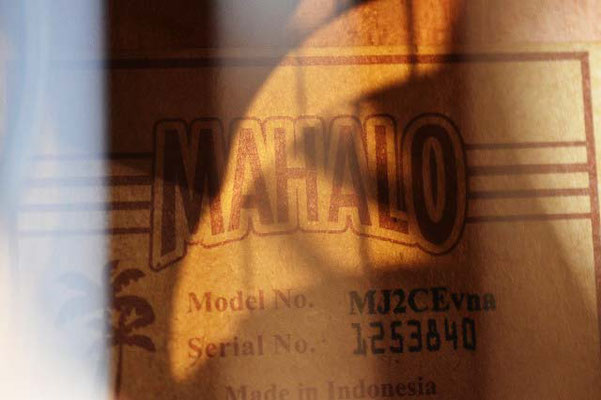 MAHALO
Model No. MJ2CEvna
Serial No. 1253840
Made in Indonesia